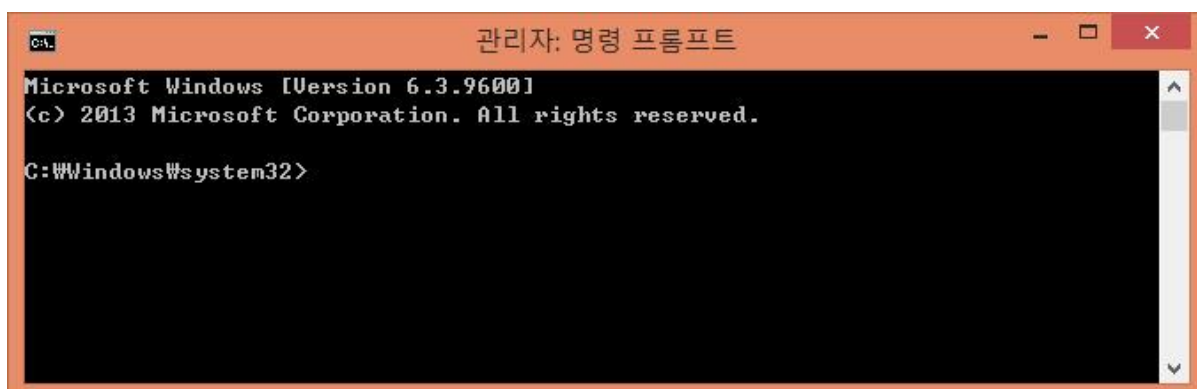 C:\.
관리자: 명령 프롬프트
Microsoft Windows [Version 6.3.9600]
(c) 2013 Microsoft Corporation. All rights reserved.
C:₩Windows₩system32>